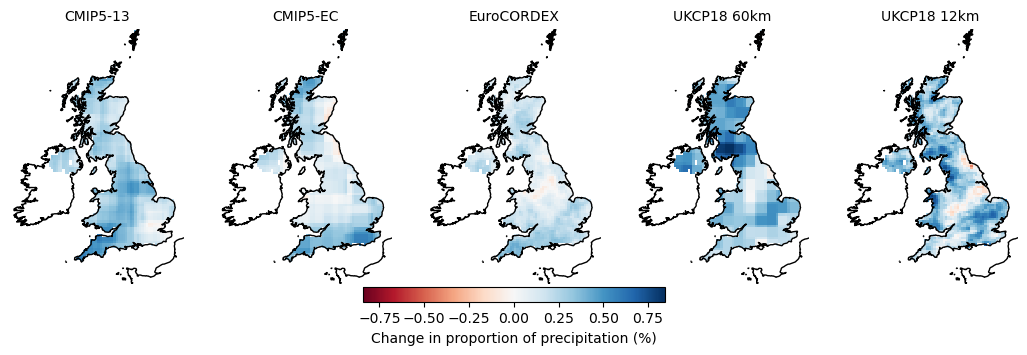 CMIP5-13 CMIP5-EC EuroCORDEX UKCP18 60km UKCP18 12km
−0.75 −0.50 −0.25 0.00 0.25 0.50 0.75
Change in proportion of precipitation (%)